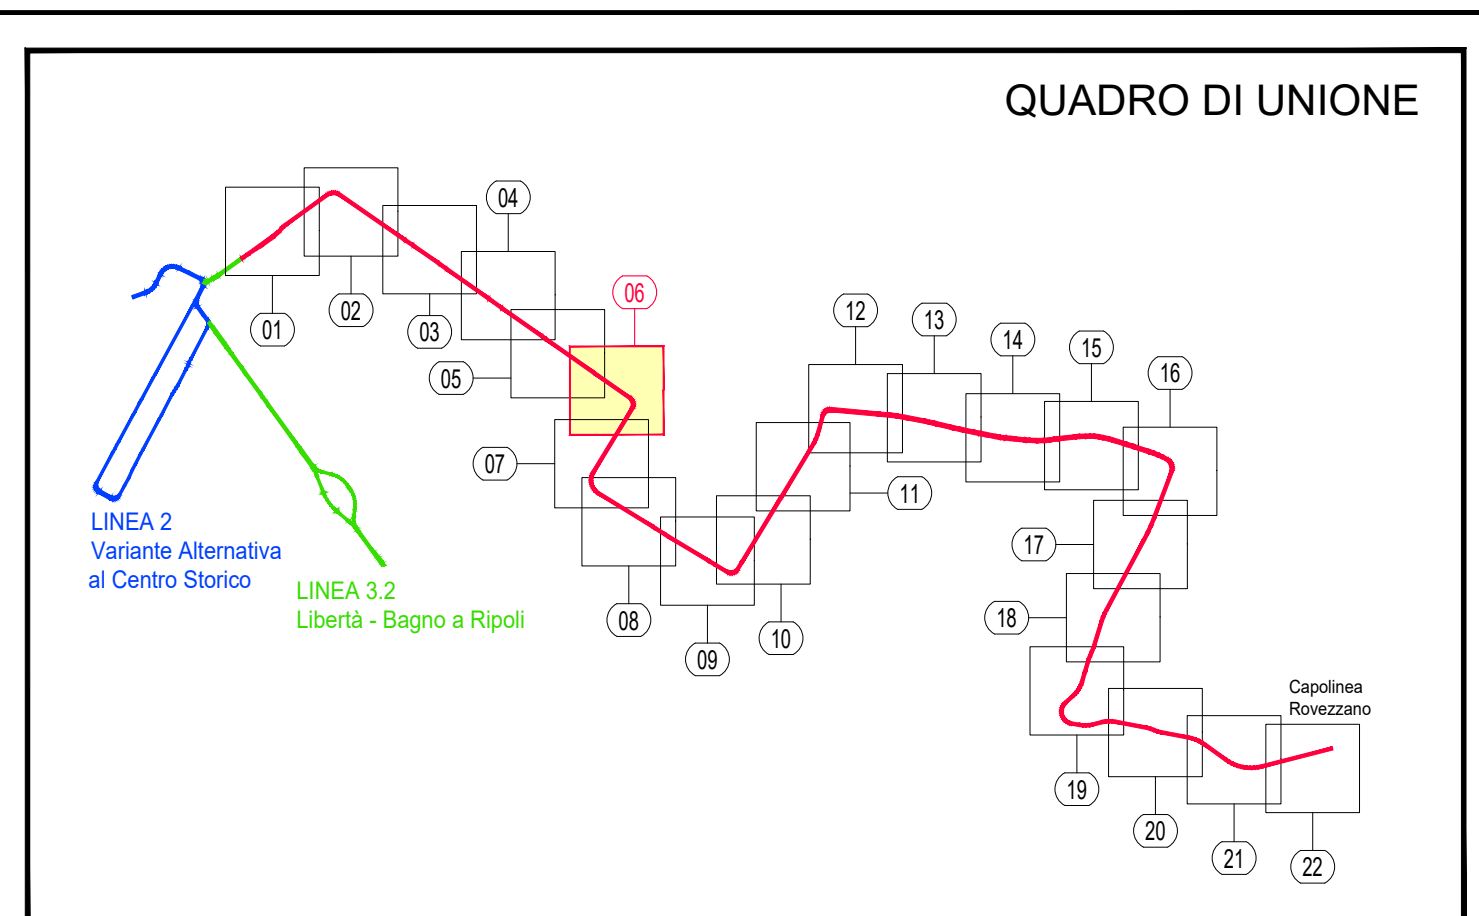 QUADRO DI UNIONE
04
06
01
02
03
05
12
13
14
15
16
07
11
08
09
10
17
18
19
20
21
22
LINEA 2
Variante Alternativa
al Centro Storico
LINEA 3.2
Libertà - Bagno a Ripoli
Capolinea
Rovezzano